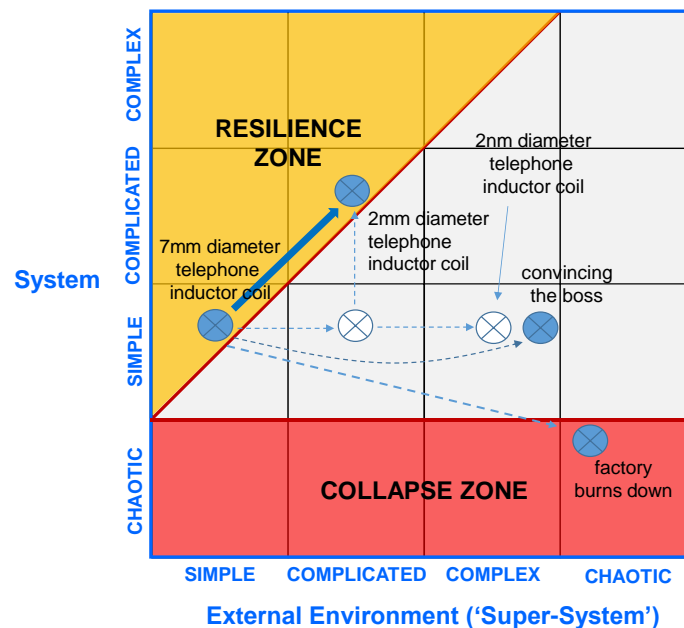 COMPLEX
RESILIENCE
ZONE
2nm diameter
telephone
inductor coil
COMPLICATED
7mm diameter
telephone
inductor coil
2mm diameter
telephone
inductor coil
System
convincing
the boss
SIMPLE
CHAOTIC
COLLAPSE ZONE
factory
burns down
SIMPLE
COMPLICATED
COMPLEX
CHAOTIC
External Environment (‘Super-System’)